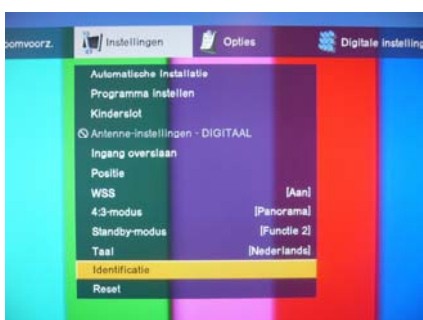 oomvoorz. Instellingen Opties Digitale instelling
Automatische Installatie
Programma instellen
Kinderslot
Antenne-instellingen - DIGITAAL
Ingang overslaan
Positie
WSS [Aan]
4:3-modus [Panorama]
Standby-modus [Functie 2]
Taal [Nederlands]
Identificatie
Reset